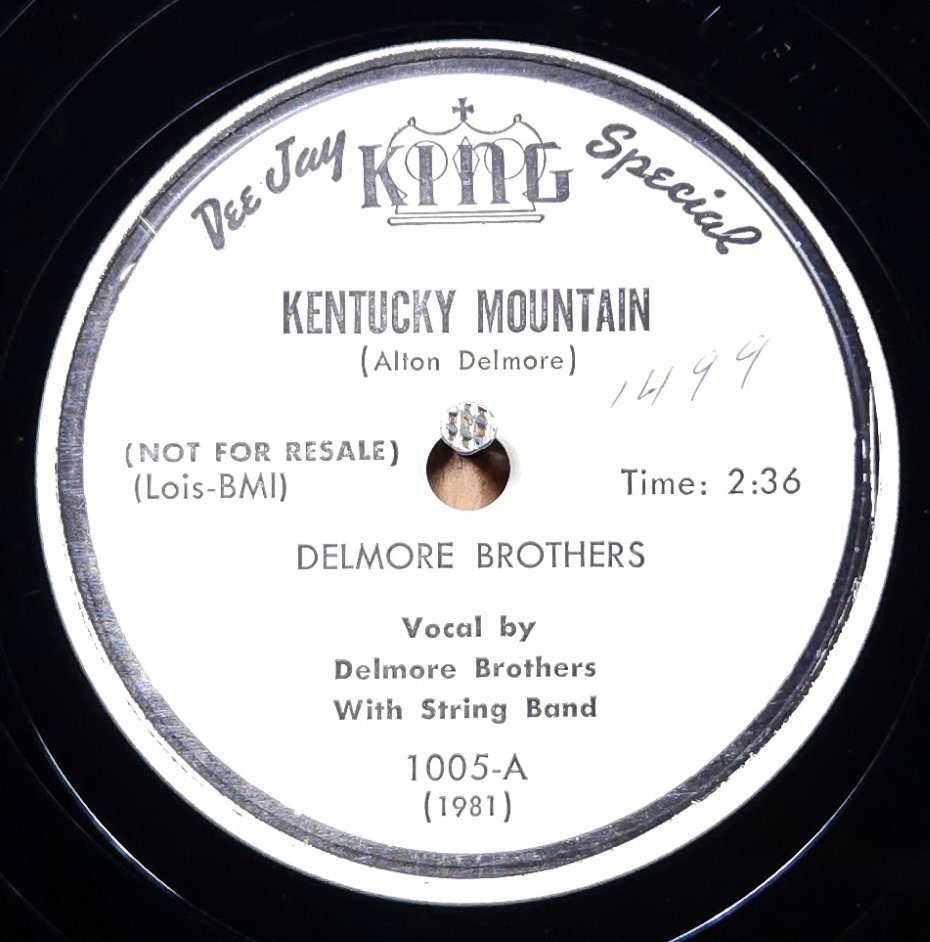 Dee Jay KING Special
KENTUCKY MOUNTAIN
(Alton Delmore)
1499
(NOT FOR RESALE)
(Lois-BMI)
Time: 2:36
DELMORE BROTHERS
Vocal by
Delmore Brothers
With String Band
1005-A
(1981)